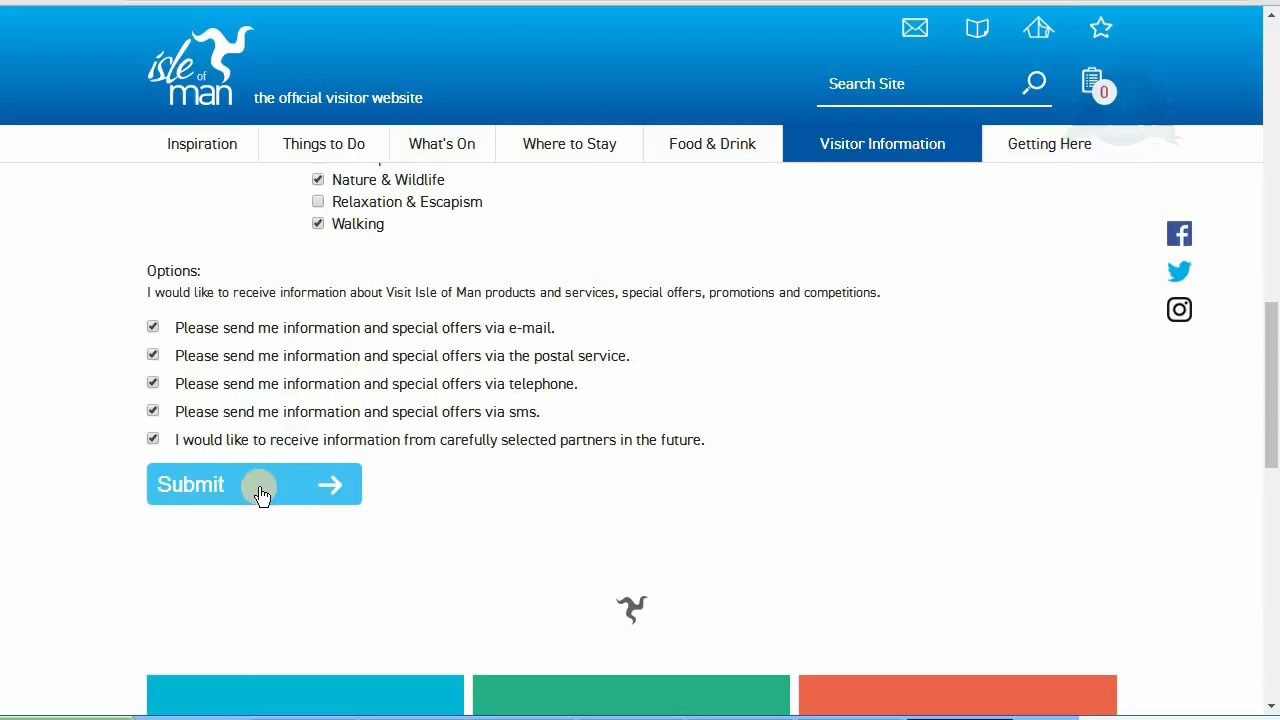 isle of man
the official visitor website
Search Site
0
Inspiration
Things to Do
What's On
Where to Stay
Food & Drink
Visitor Information
Getting Here
Nature & Wildlife
Relaxation & Escapism
Walking
Options:
I would like to receive information about Visit Isle of Man products and services, special offers, promotions and competitions.
Please send me information and special offers via e-mail.
Please send me information and special offers via the postal service.
Please send me information and special offers via telephone.
Please send me information and special offers via sms.
I would like to receive information from carefully selected partners in the future.
Submit